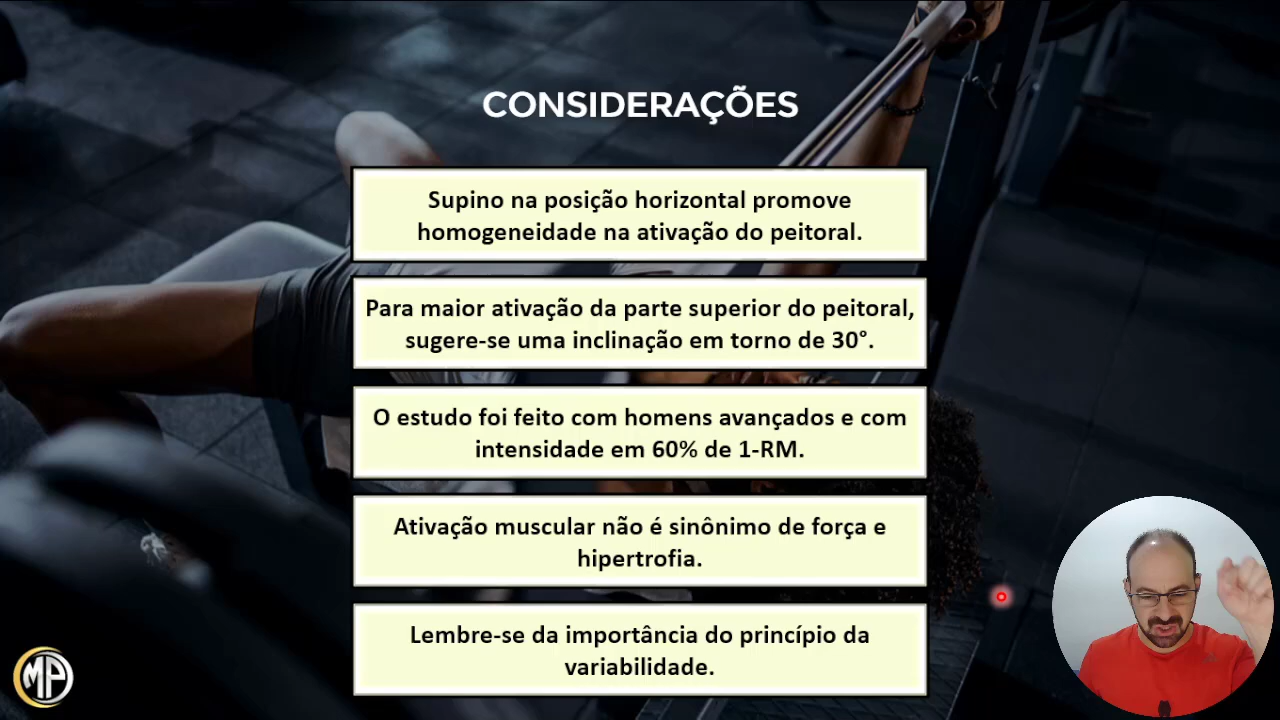 CONSIDERAÇÕES
Supino na posição horizontal promove
homogeneidade na ativação do peitoral.
Para maior ativação da parte superior do peitoral,
sugere-se uma inclinação em torno de 30°.
O estudo foi feito com homens avançados e com
intensidade em 60% de 1-RM.
Ativação muscular não é sinônimo de força e
hipertrofia.
Lembre-se da importância do princípio da
variabilidade.
MP